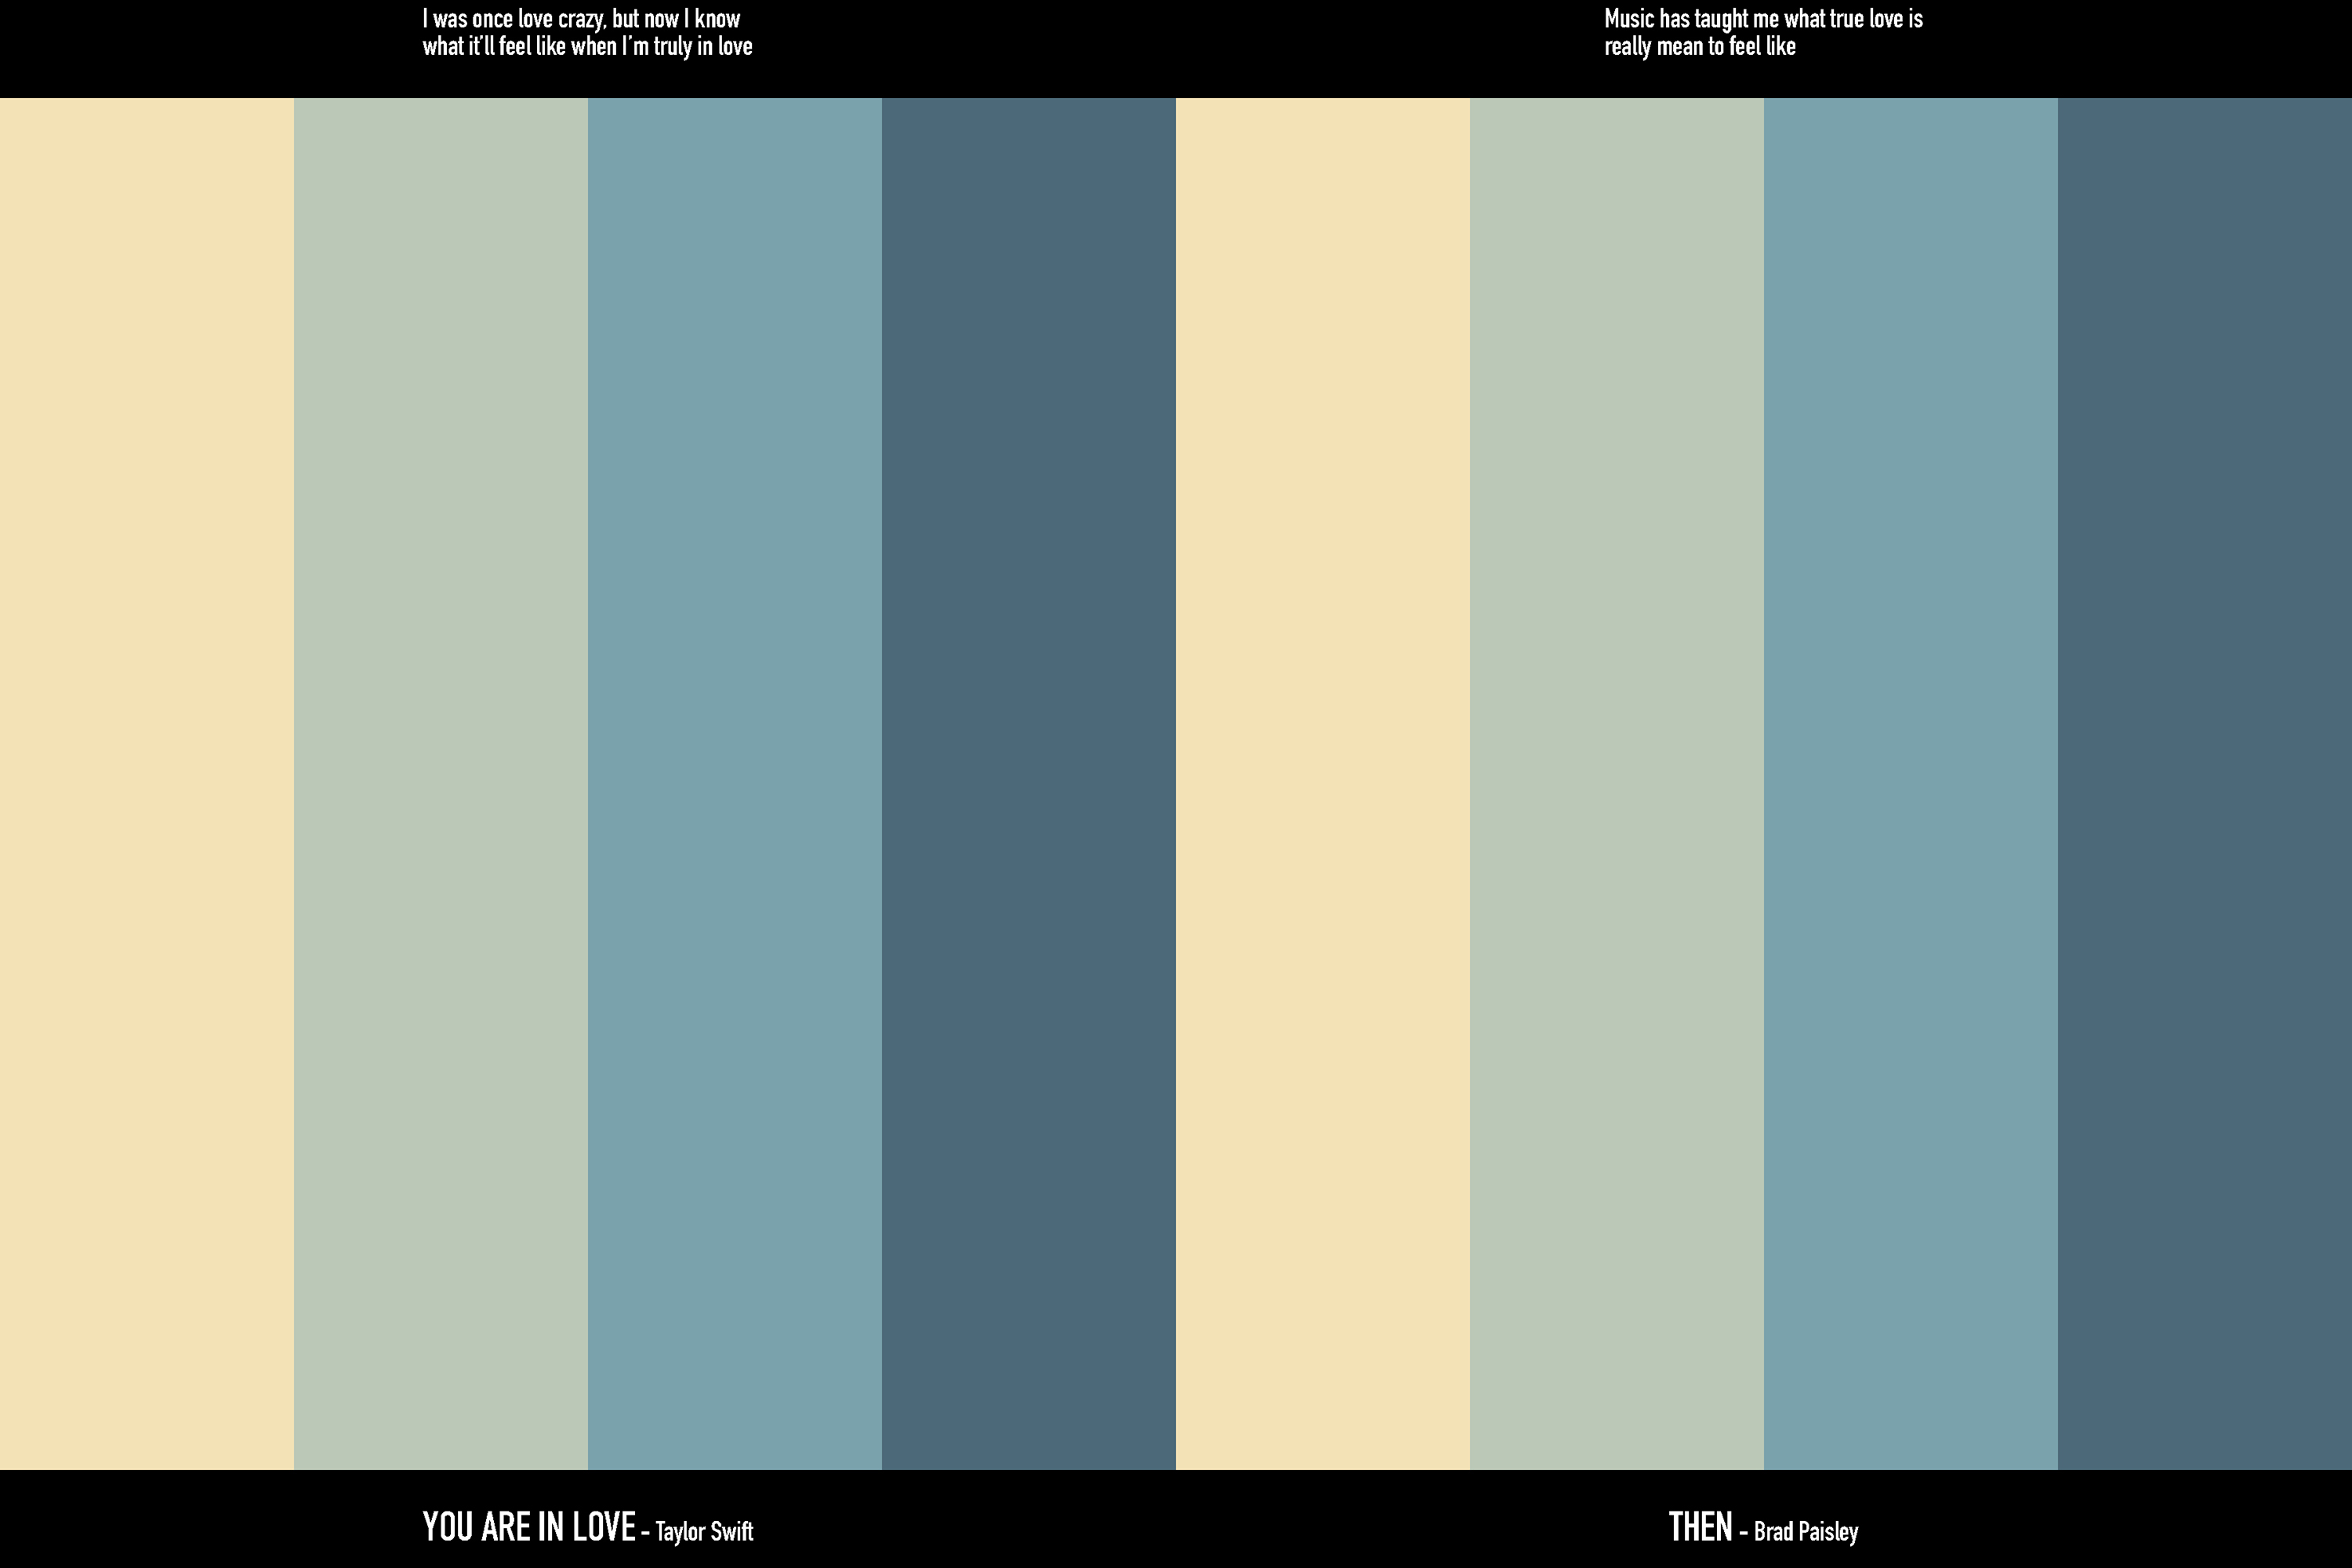 I was once love crazy, but now I know
what it'll feel like when I'm truly in love
Music has taught me what true love is
really mean to feel like
YOU ARE IN LOVE - Taylor Swift
THEN - Brad Paisley